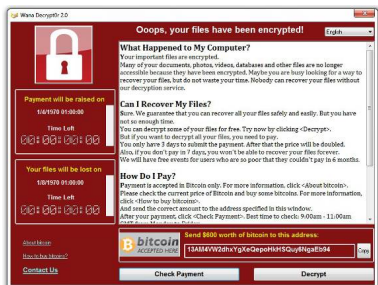 Wana Decrypt0r 2.0
Ooops, your files have been encrypted!
English
Payment will be raised on
1/4/1970 01:00:00
Time Left
00:00:00:00
Your files will be lost on
1/8/1970 01:00:00
Time Left
00:00:00:00
About bitcoin
How to buy bitcoins?
Contact Us
What Happened to My Computer?
Your important files are encrypted.
Many of your documents, photos, videos, databases and other files are no longer
accessible because they have been encrypted. Maybe you are busy looking for a way to
recover your files, but do not waste your time. Nobody can recover your files without
our decryption service.
Can I Recover My Files?
Sure. We guarantee that you can recover all your files safely and easily. But you have
not so enough time.
You can decrypt some of your files for free. Try now by clicking <Decrypt>.
But if you want to decrypt all your files, you need to pay.
You only have 3 days to submit the payment. After that the price will be doubled.
Also, if you don't pay in 7 days, you won't be able to recover your files forever.
We will have free events for users who are so poor that they couldn't pay in 6 months.
How Do I Pay?
Payment is accepted in Bitcoin only. For more information, click <About bitcoin>.
Please check the current price of Bitcoin and buy some bitcoins. For more information,
click <How to buy bitcoins>.
And send the correct amount to the address specified in this window.
After your payment, click <Check Payment>. Best time to check: 9:00am - 11:00am
bitcoin
ACCEPTED HERE
Send $600 worth of bitcoin to this address:
13AM4VW2dhxYgXeQepoHkHSQuy6NgaEb94
Copy
Check Payment
Decrypt